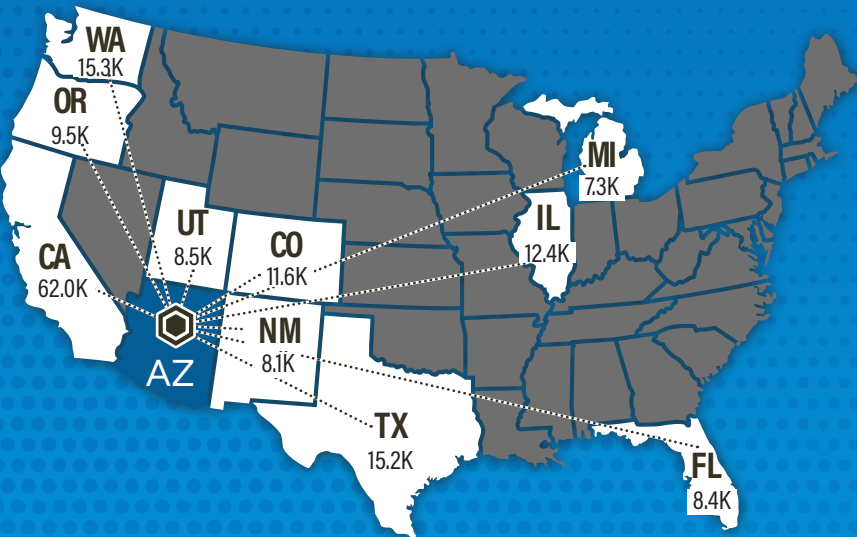 WA
15.3K
OR
9.5K
MI
7.3K
UT
8.5K
CO
11.6K
IL
12.4K
CA
62.0K
NM
8.1K
AZ
TX
15.2K
FL
8.4K